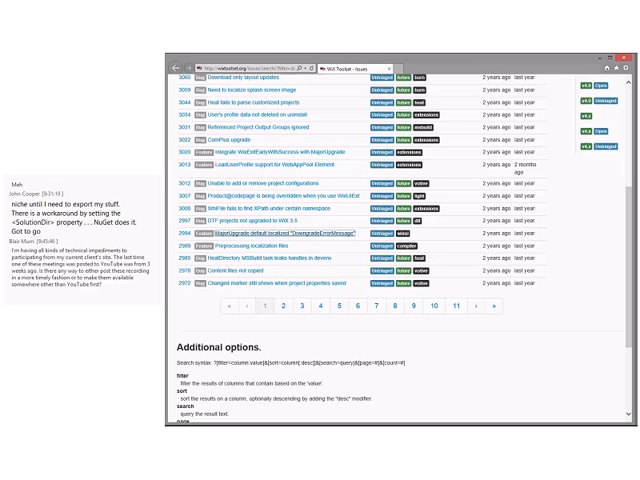 Meh
John Cooper [9:31:19 ]
niche until I need to export my stuff.
There is a workaround by setting the
<SolutionDir> property . . . NuGet does it.
Got to go
Blair Murri [9:45:46 ]
I'm having all kinds of technical impediments to
participating from my current client's site. The last time
one of these meetings was posted to YouTube was from 3
weeks ago. Is there any way to either post these recording
in a more timely fashion or to make them available
somewhere other than YouTube first?
WiX Toolset - Issues
Bug Download only layout updates Untriaged future burn 2 years ago last year
3059 Bug Need to localize splash screen image Untriaged future burn 2 years ago last year
3044 Bug Heat fails to parse customized projects Untriaged future heat 2 years ago last year
3034 Bug User's profile data not deleted on uninstall Untriaged future extensions 2 years ago last year
3031 Bug Referenced Project Output Groups ignored Untriaged future msbuild 2 years ago last year
3022 Bug ComPlus upgrade Untriaged future extensions 2 years ago last year
3020 Feature Integrate WixExitEarlyWithSuccess with MajorUpgrade Untriaged extensions 2 years ago last year
3013 Feature LoadUserProfile support for WebAppPool Element Untriaged extensions 2 years ago 2 months
ago
3012 Bug Unable to add or remove project configurations Untriaged future votive 2 years ago last year
3007 Bug Product@codepage is being overridden when you use WixUIExt Untriaged future light 2 years ago last year
3008 Bug XmlFile fails to find XPath under certain namespace Untriaged future extensions 2 years ago last year
2997 Bug DTF projects not upgraded to WiX 3.5 Untriaged future dtf 2 years ago last year
2994 Feature MajorUpgrade default localized "DowngradeErrorMessage" Untriaged wixui 2 years ago last year
2989 Feature Preprocessing localization files Untriaged compiler 2 years ago last year
2985 Bug HeatDirectory MSBuild task leaks handles in devenv Untriaged future heat 2 years ago last year
2978 Bug Content files not copied Untriaged future votive 2 years ago last year
2972 Bug Changed marker still shows when project properties saved Untriaged future votive 2 years ago last year
v4.0 Open
v4.0 Untriaged
v4.x
v4.x Open
v4.x Untriaged
« ‹ 1 2 3 4 5 6 7 8 9 10 11 › »
Additional options.
Search syntax: ?[filter=column:value]&[sort=column[:desc]]&[search=query]&[page=#]&[count=#]
filter
filter the results of columns that contain based on the 'value'.
sort
sort the results on a column, optionally descending by adding the "desc" modifier.
search
query the result text.